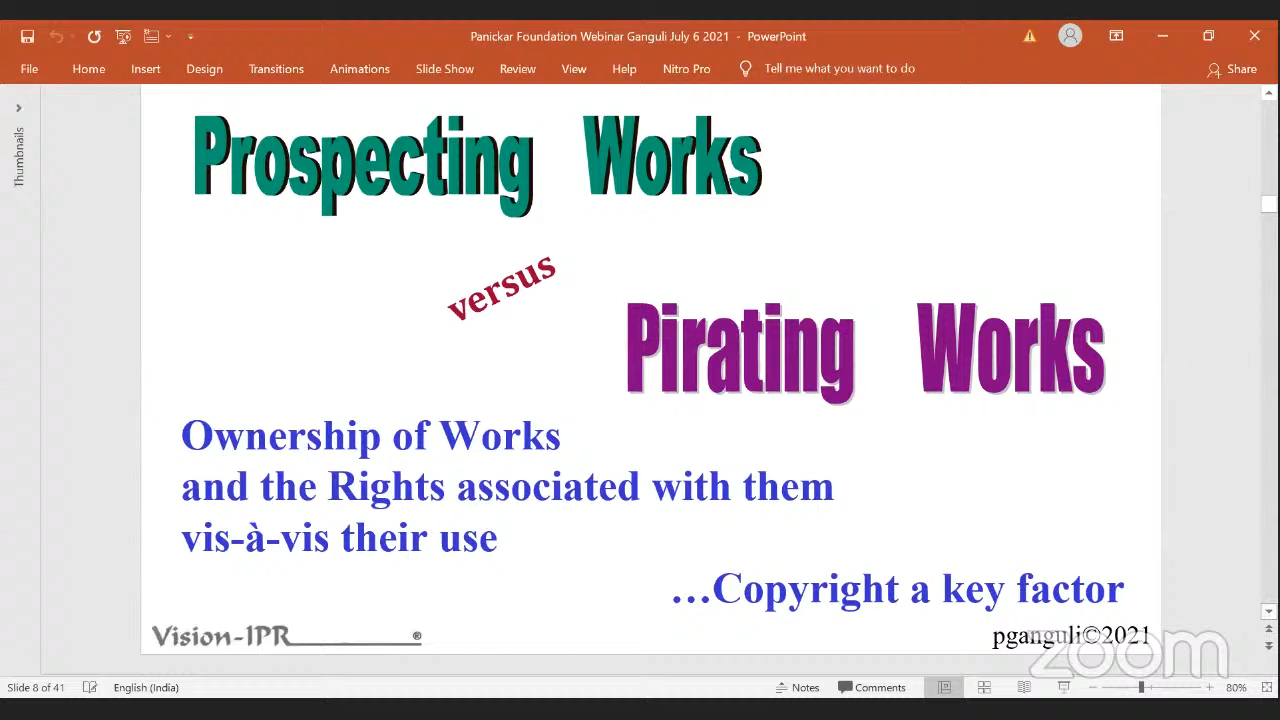 Panickar Foundation Webinar Ganguli July 6 2021 - PowerPoint
File Home Insert Design Transitions Animations Slide Show Review View Help Nitro Pro Tell me what you want to do Share
Thumbnails
Prospecting Works
versus
Pirating Works
Ownership of Works
and the Rights associated with them
vis-à-vis their use
...Copyright a key factor
Vision-IPR ®
pganguli©2021
zoom
Slide 8 of 41 English (India) Notes Comments 80%